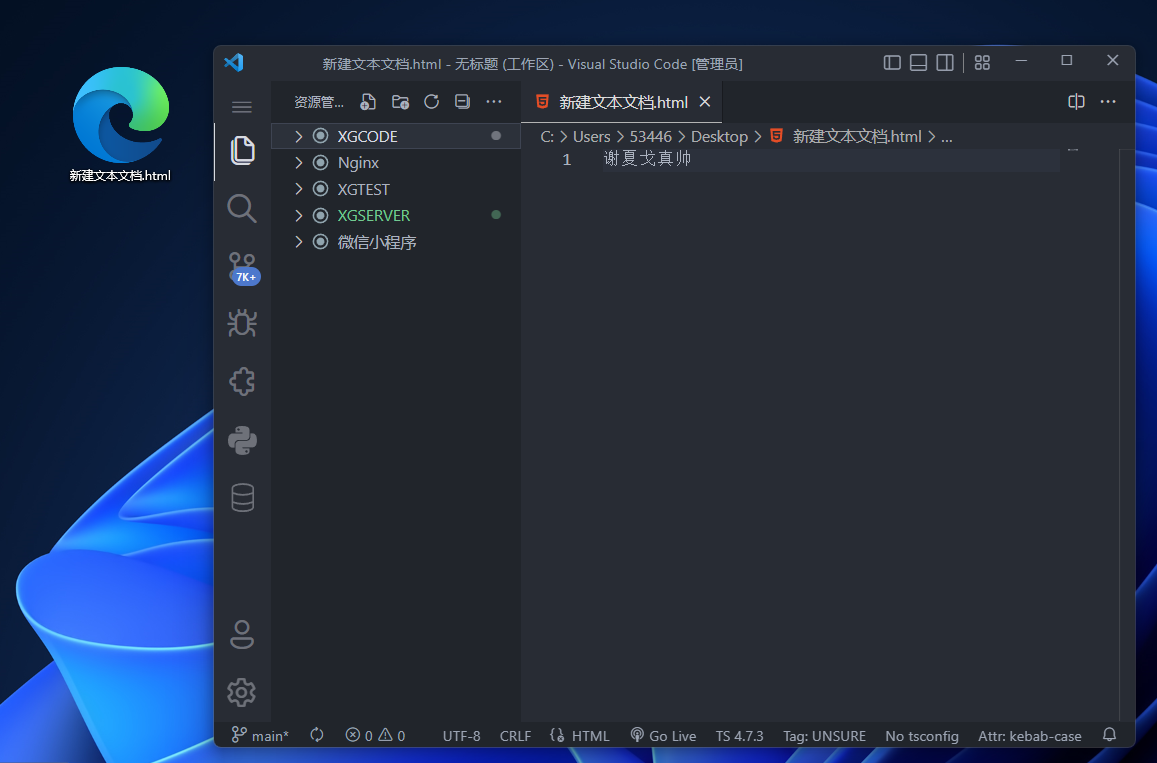 新建文本文档.html
新建文本文档.html - 无标题 (工作区) - Visual Studio Code [管理员]
资源管...
新建文本文档.html
XGCODE
Nginx
XGTEST
XGSERVER
微信小程序
C: > Users > 53446 > Desktop > 新建文本文档.html > ...
1 谢夏戈真帅
7K+
main* 0 0 UTF-8 CRLF HTML Go Live TS 4.7.3 Tag: UNSURE No tsconfig Attr: kebab-case